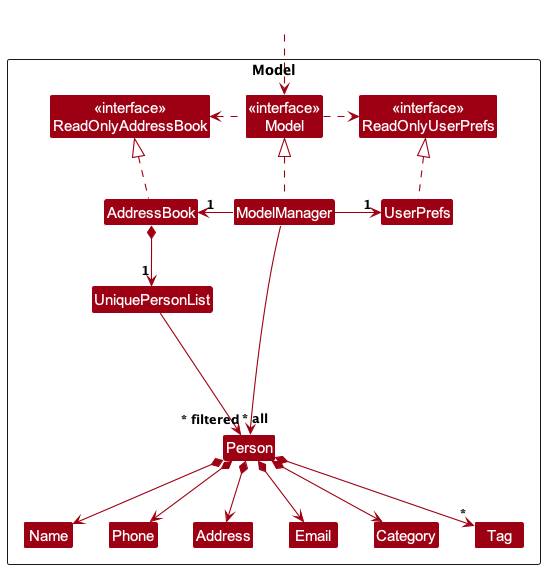 Model
«interface»
ReadOnlyAddressBook
«interface»
Model
«interface»
ReadOnlyUserPrefs
AddressBook
1
ModelManager
1
UserPrefs
1
UniquePersonList
* filtered
* all
Person
*
Name
Phone
Address
Email
Category
Tag